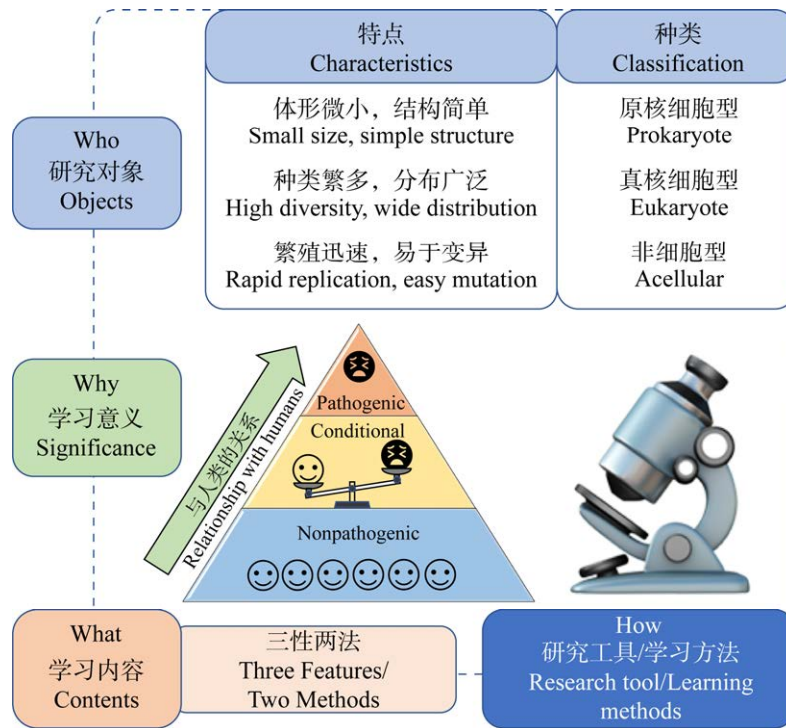 特点
Characteristics
种类
Classification
Who
研究对象
Objects
体形微小，结构简单
Small size, simple structure
种类繁多，分布广泛
High diversity, wide distribution
繁殖迅速，易于变异
Rapid replication, easy mutation
原核细胞型
Prokaryote
真核细胞型
Eukaryote
非细胞型
Acellular
Why
学习意义
Significance
与人类的关系
Relationship with humans
Pathogenic
Conditional
Nonpathogenic
What
学习内容
Contents
三性两法
Three Features/
Two Methods
How
研究工具/学习方法
Research tool/Learning
methods